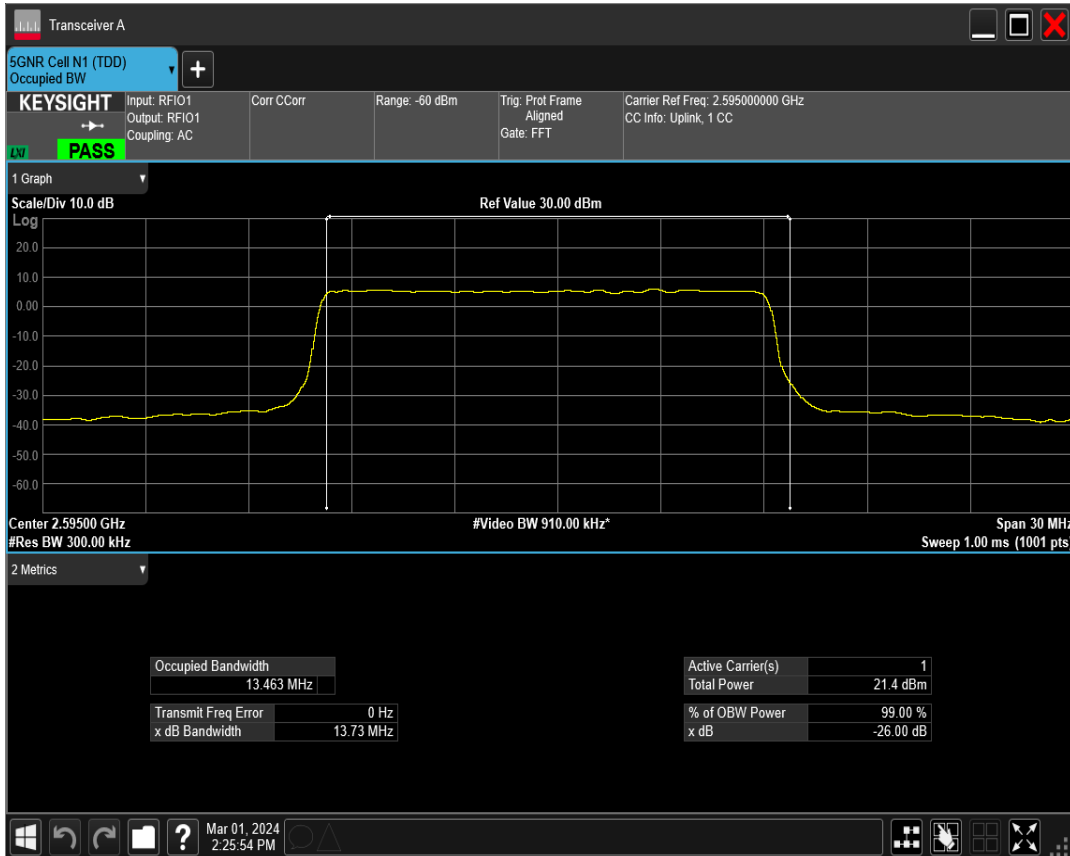 Transceiver A
5GNR Cell N1 (TDD)
Occupied BW
+
KEYSIGHT
LXI
PASS
Input: RFIO1
Output: RFIO1
Coupling: AC
Corr CCorr
Range: -60 dBm
Trig: Prot Frame
Aligned
Gate: FFT
Carrier Ref Freq: 2.595000000 GHz
CC Info: Uplink, 1 CC
1 Graph
Scale/Div 10.0 dB
Ref Value 30.00 dBm
Log
20.0
10.0
0.00
-10.0
-20.0
-30.0
-40.0
-50.0
-60.0
Center 2.59500 GHz
#Video BW 910.00 kHz*
Span 30 MHz
#Res BW 300.00 kHz
Sweep 1.00 ms (1001 pts)
2 Metrics
Occupied Bandwidth
13.463 MHz
Transmit Freq Error 0 Hz
x dB Bandwidth 13.73 MHz
Active Carrier(s) 1
Total Power 21.4 dBm
% of OBW Power 99.00 %
x dB -26.00 dB
?
Mar 01, 2024
2:25:54 PM